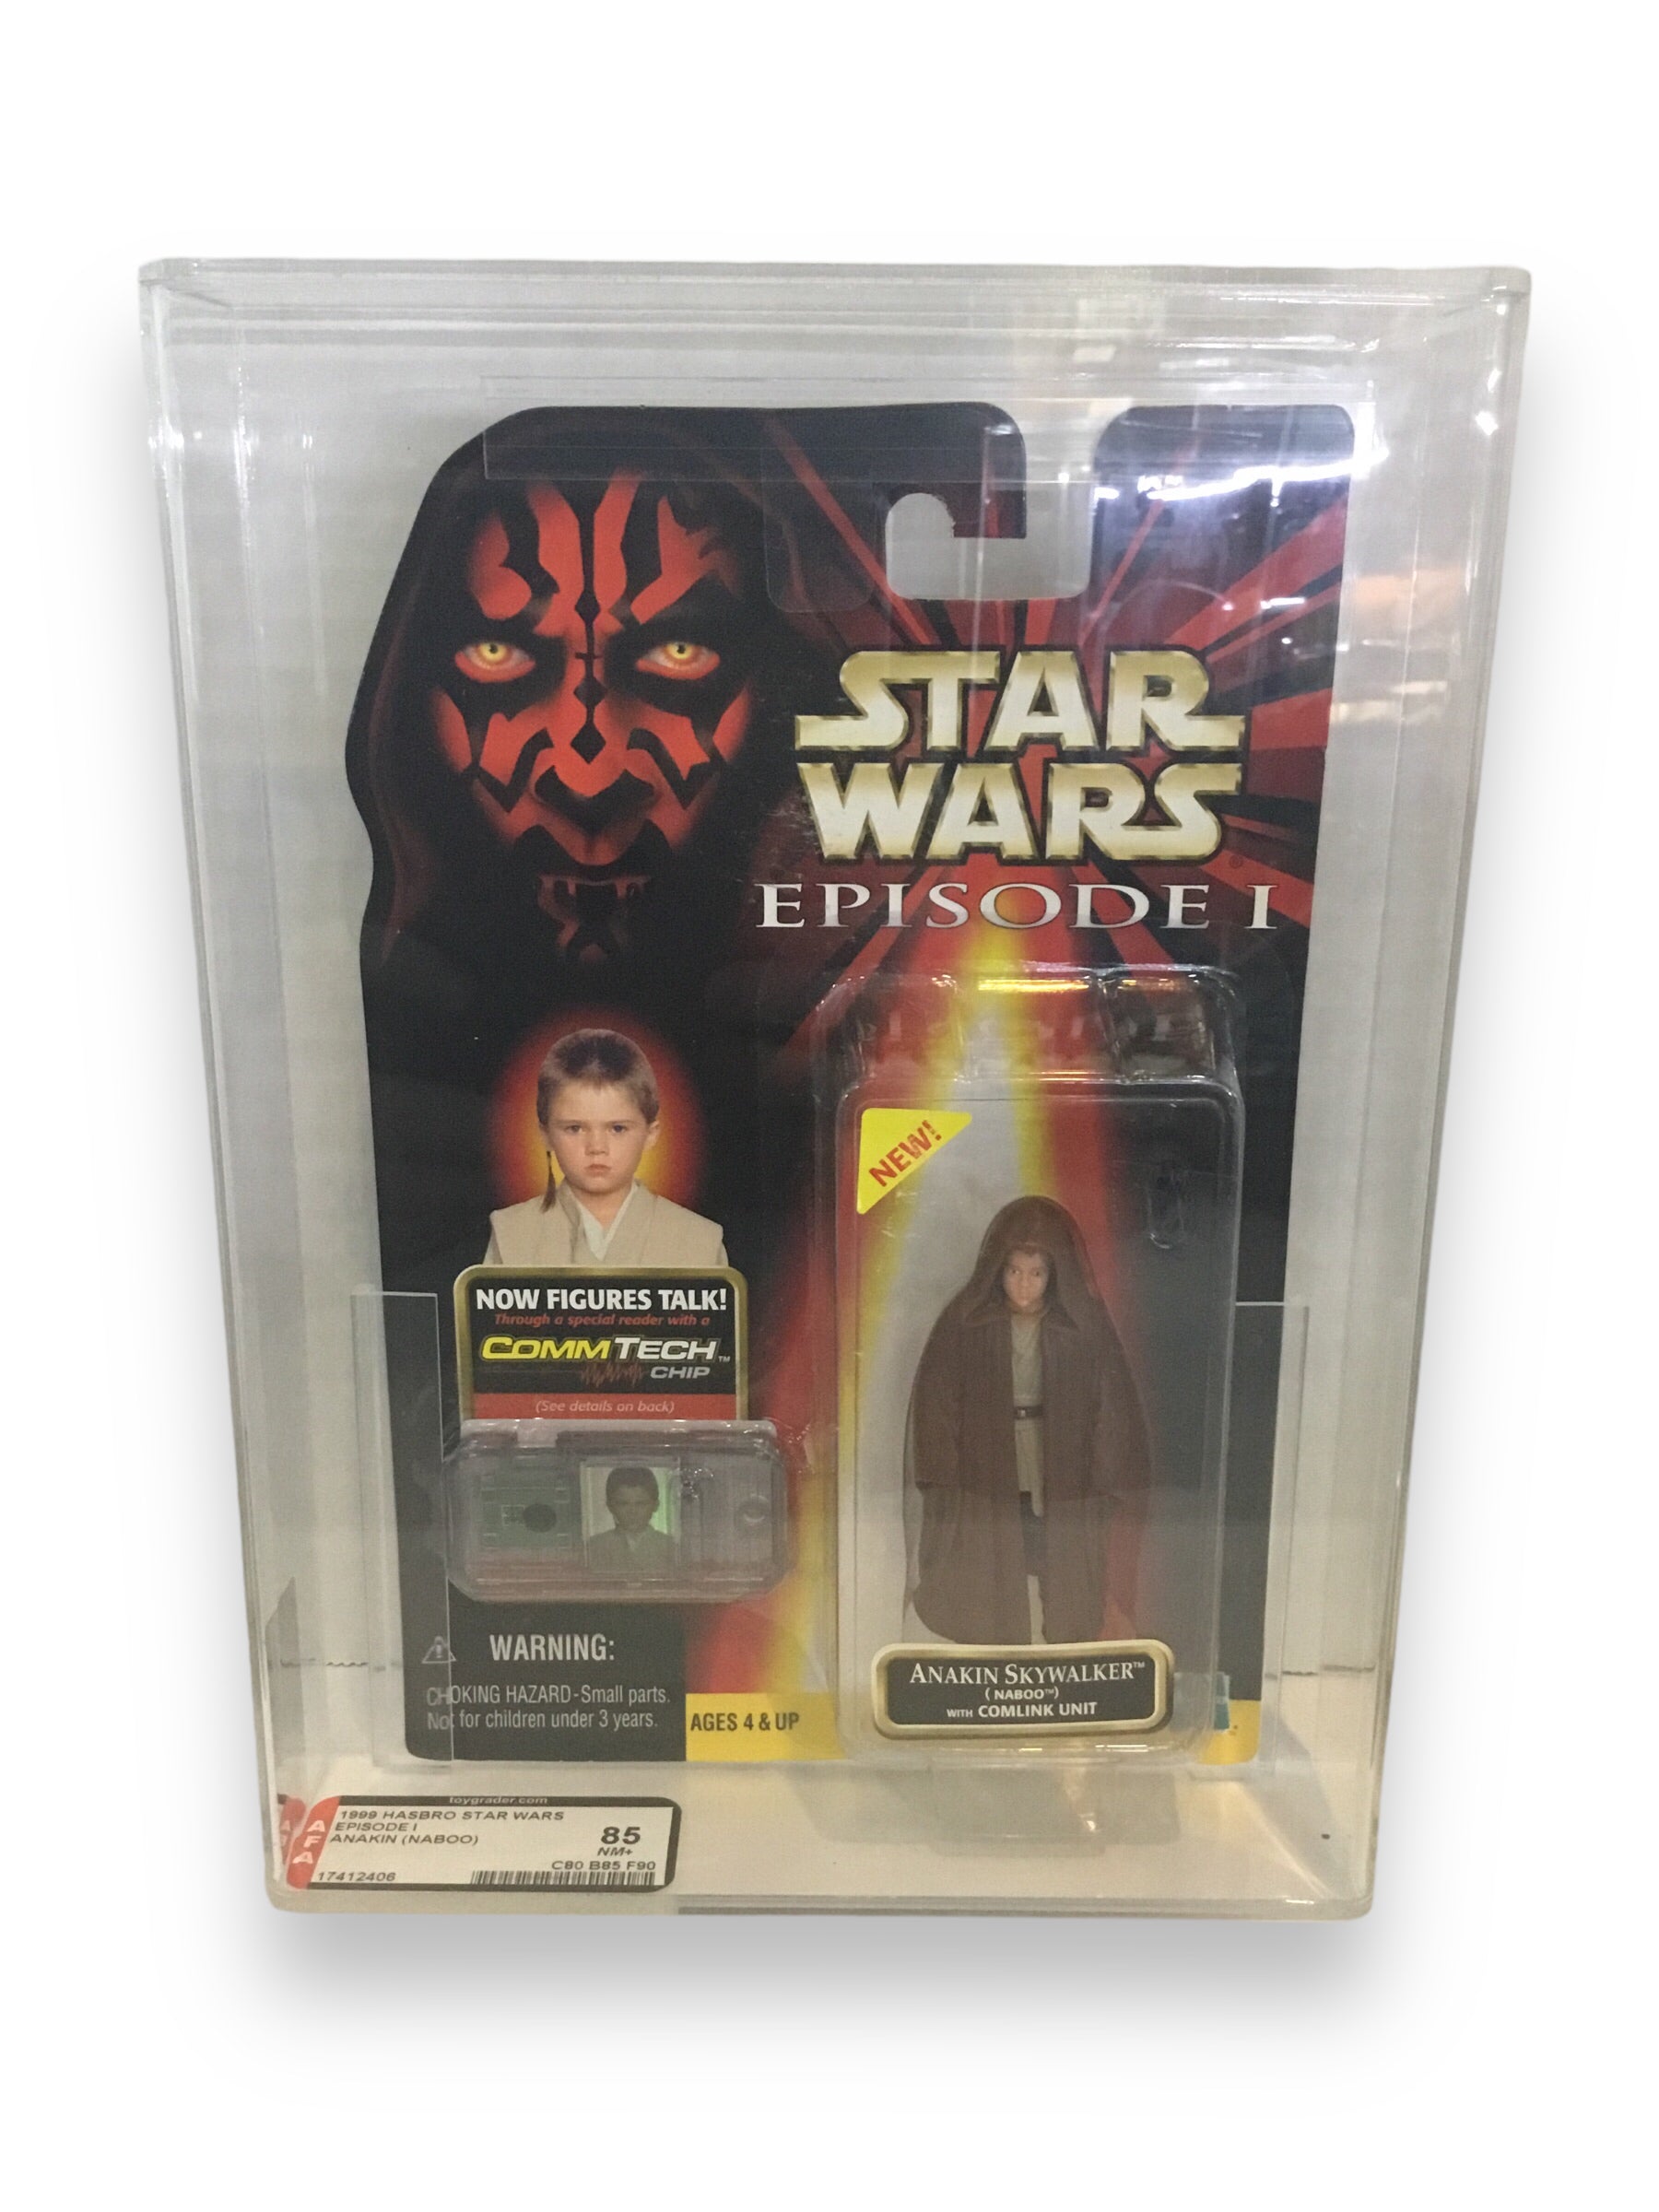 STAR
WARS
EPISODE I
NEW!
NOW FIGURES TALK!
Through a special reader with a
COMMTECH™
CHIP
(See details on back)
WARNING:
CHOKING HAZARD-Small parts.
Not for children under 3 years.
AGES 4 & UP
ANAKIN SKYWALKER™
(NABOO™)
WITH COMLINK UNIT
toygrader.com
AFA
1999 HASBRO STAR WARS
EPISODE I
ANAKIN (NABOO)
85
NM+
C80 B85 F90
17412406